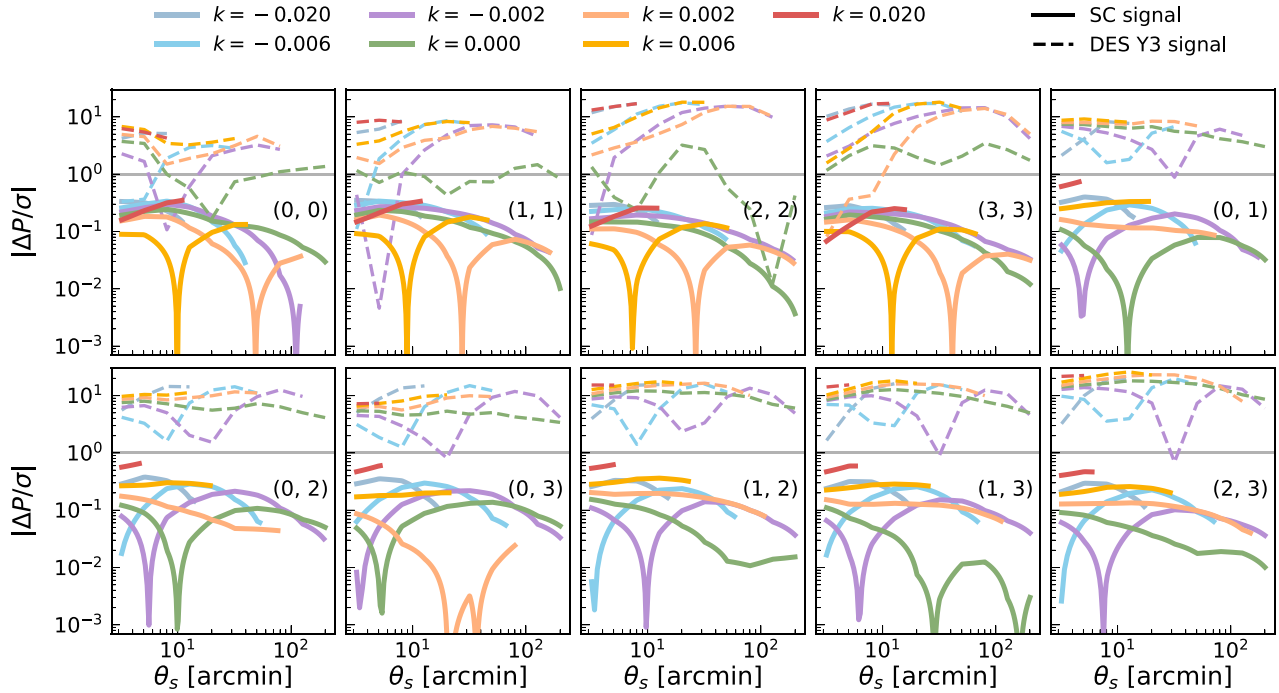 k = −0.020 k = −0.002 k = 0.002 k = 0.020 SC signal
k = −0.006 k = 0.000 k = 0.006 DES Y3 signal
10¹
10⁰
10⁻¹
10⁻²
10⁻³
|ΔP/σ|
(0, 0) (1, 1) (2, 2) (3, 3) (0, 1)
10¹
10⁰
10⁻¹
10⁻²
10⁻³
|ΔP/σ|
(0, 2) (0, 3) (1, 2) (1, 3) (2, 3)
10¹ 10² 10¹ 10² 10¹ 10² 10¹ 10² 10¹ 10²
θₛ [arcmin] θₛ [arcmin] θₛ [arcmin] θₛ [arcmin] θₛ [arcmin]